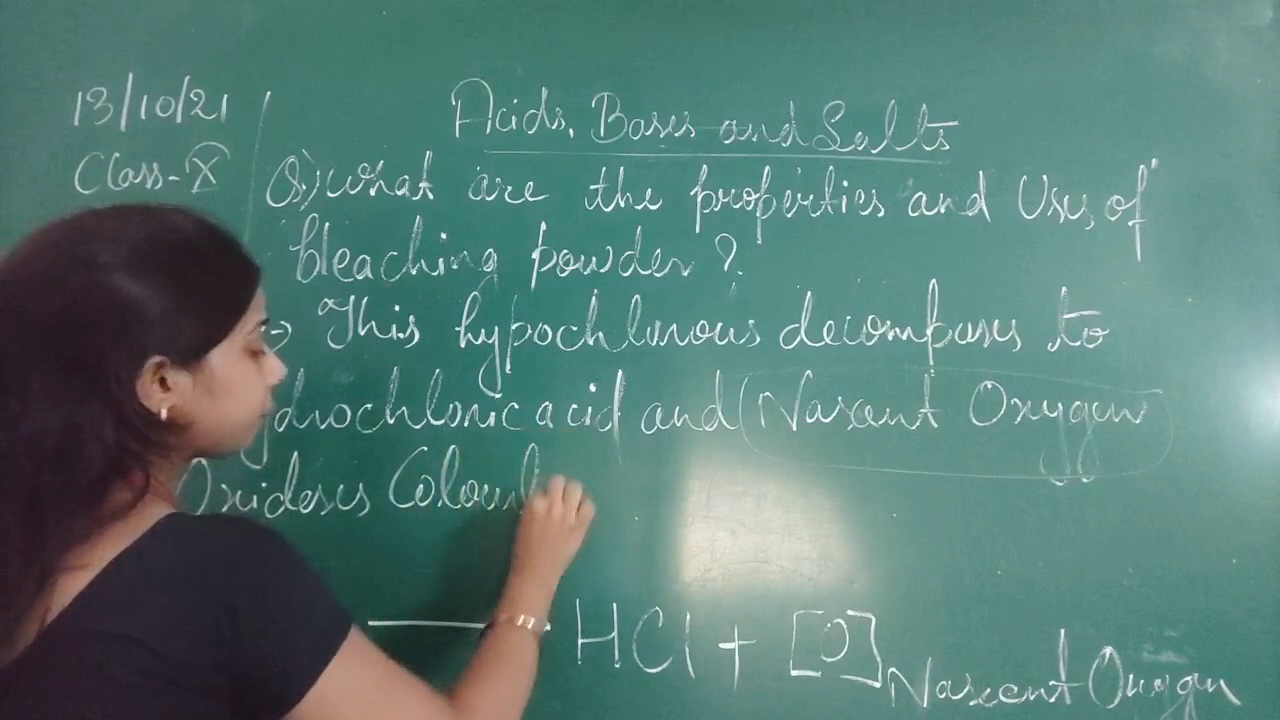 13/10/21
Class-X
Acids, Bases and Salts
Q) what are the properties and Uses of
bleaching powder?
→ This hypochlorous decomposes to
drochloric acid and (Nascent Oxygen
Oxideses Colour
HCl + [O]
Nascent Oxygen